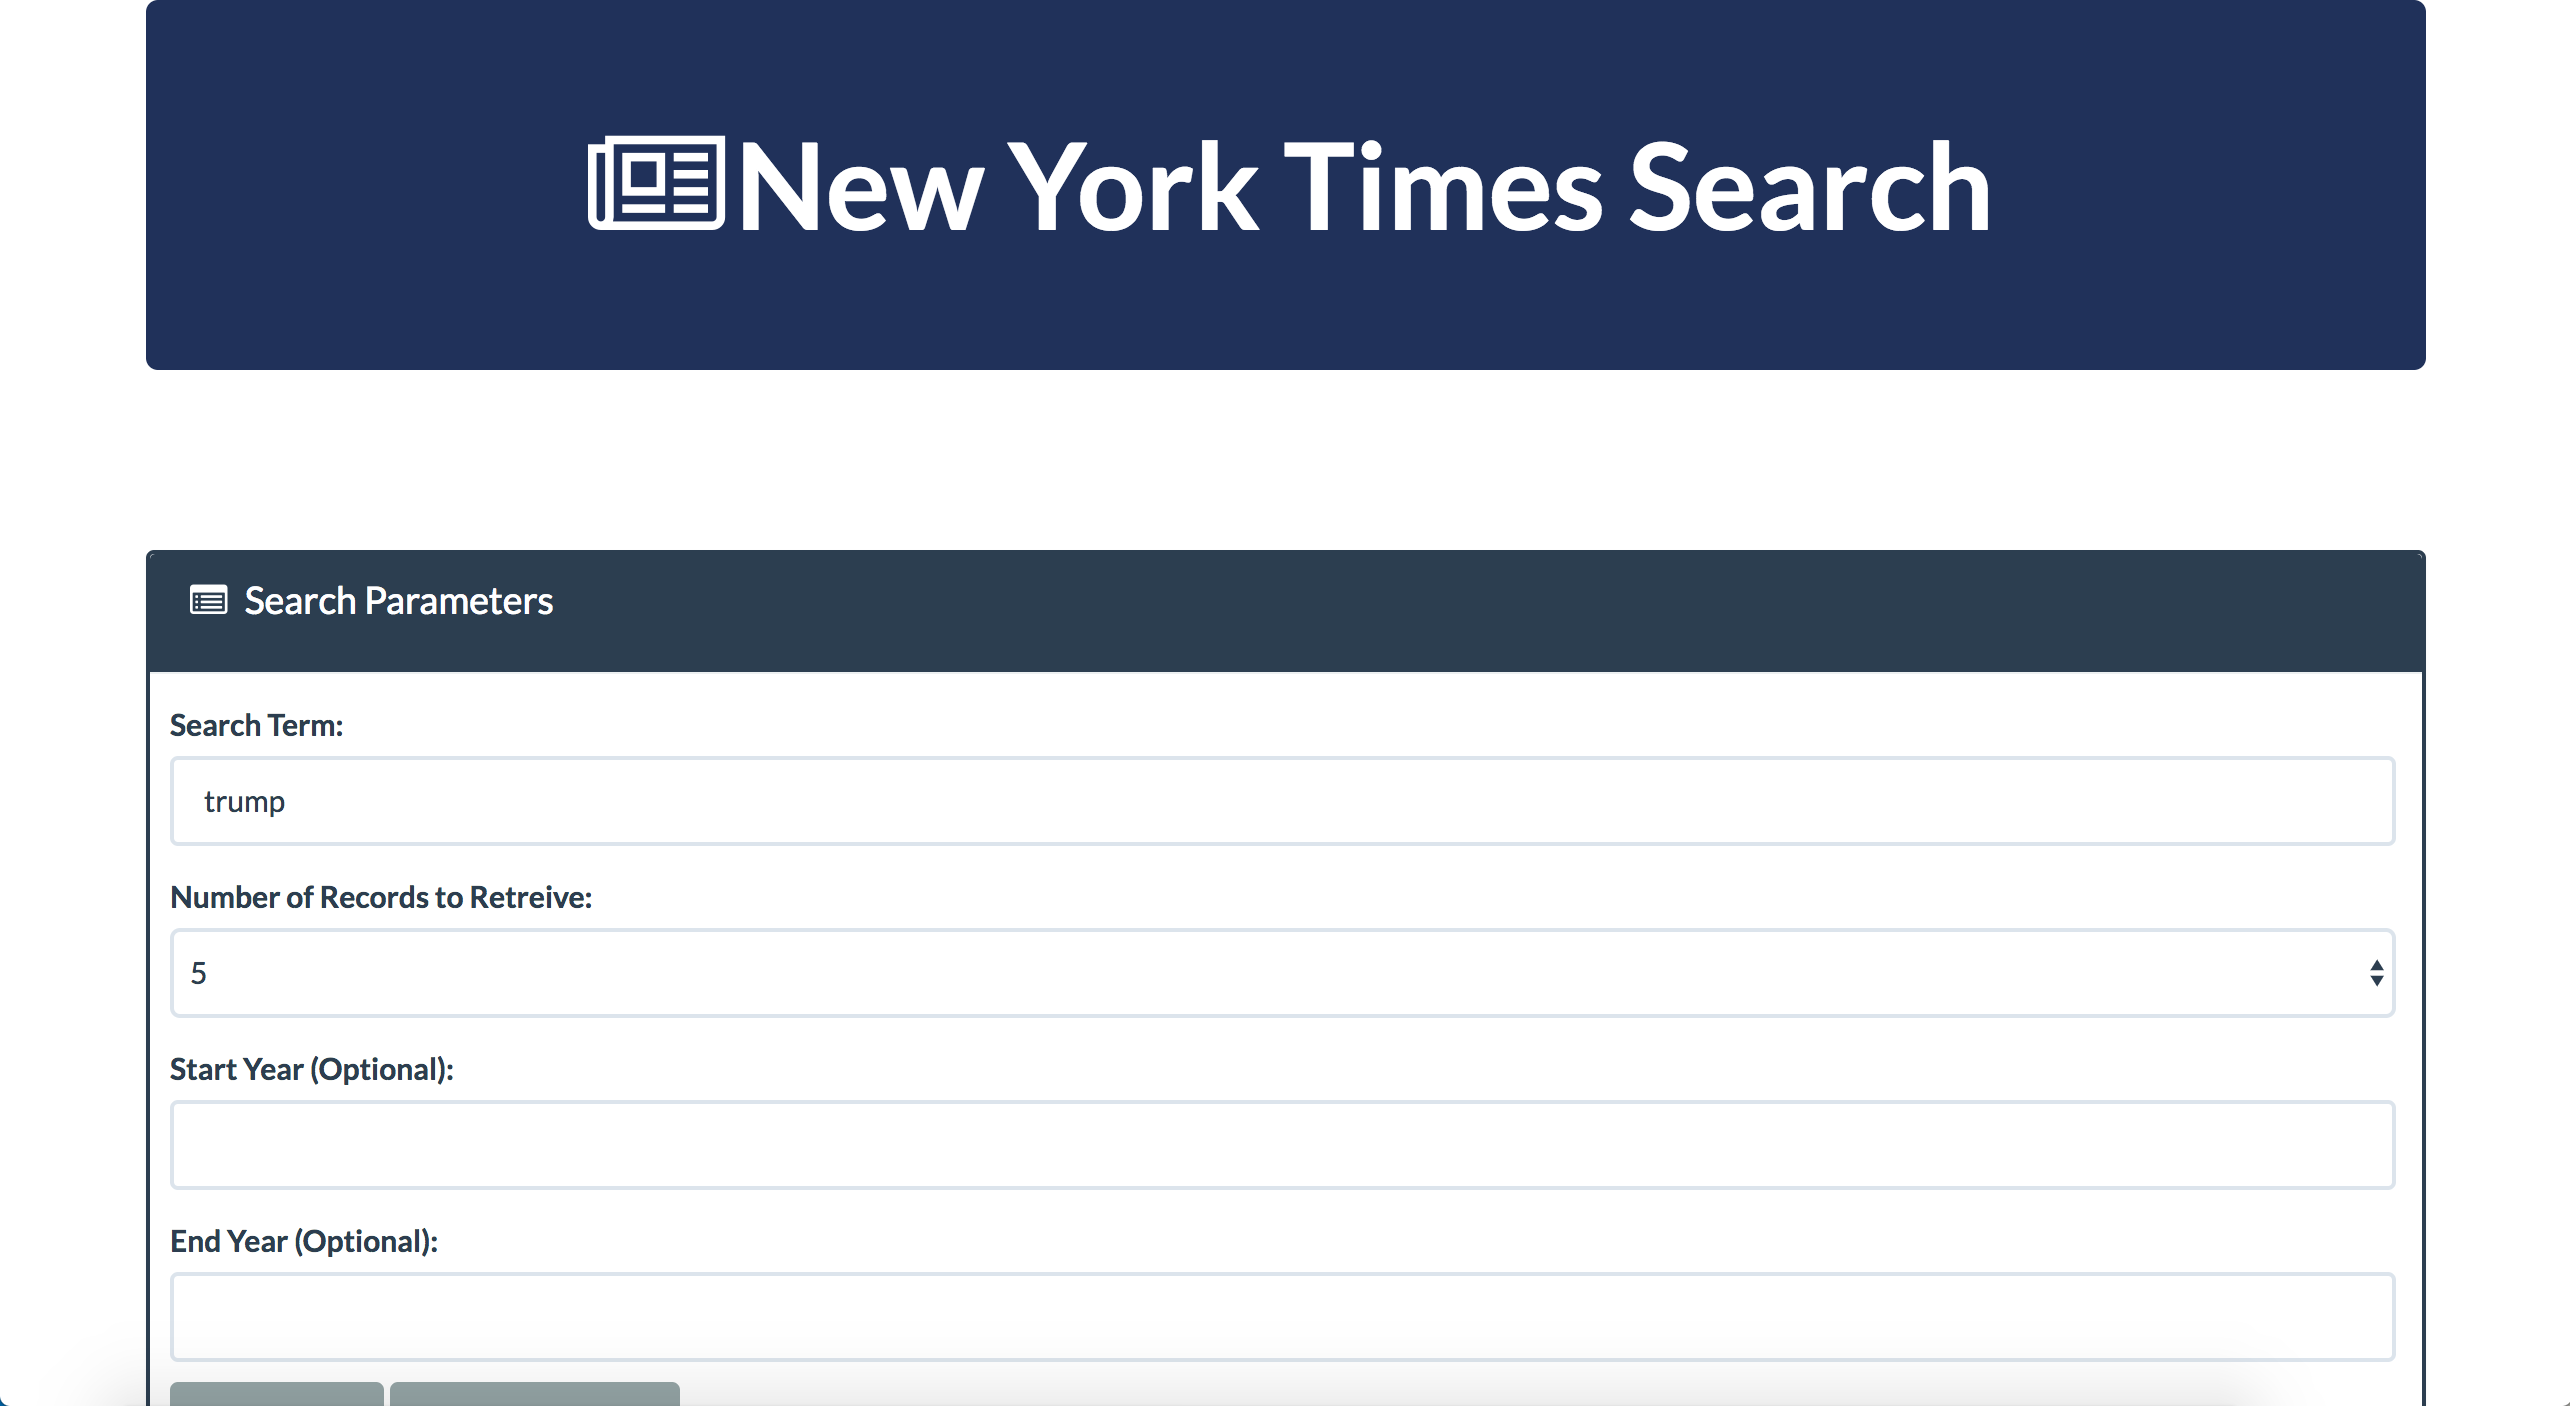 New York Times Search
Search Parameters
Search Term:
trump
Number of Records to Retreive:
5
Start Year (Optional):
End Year (Optional):